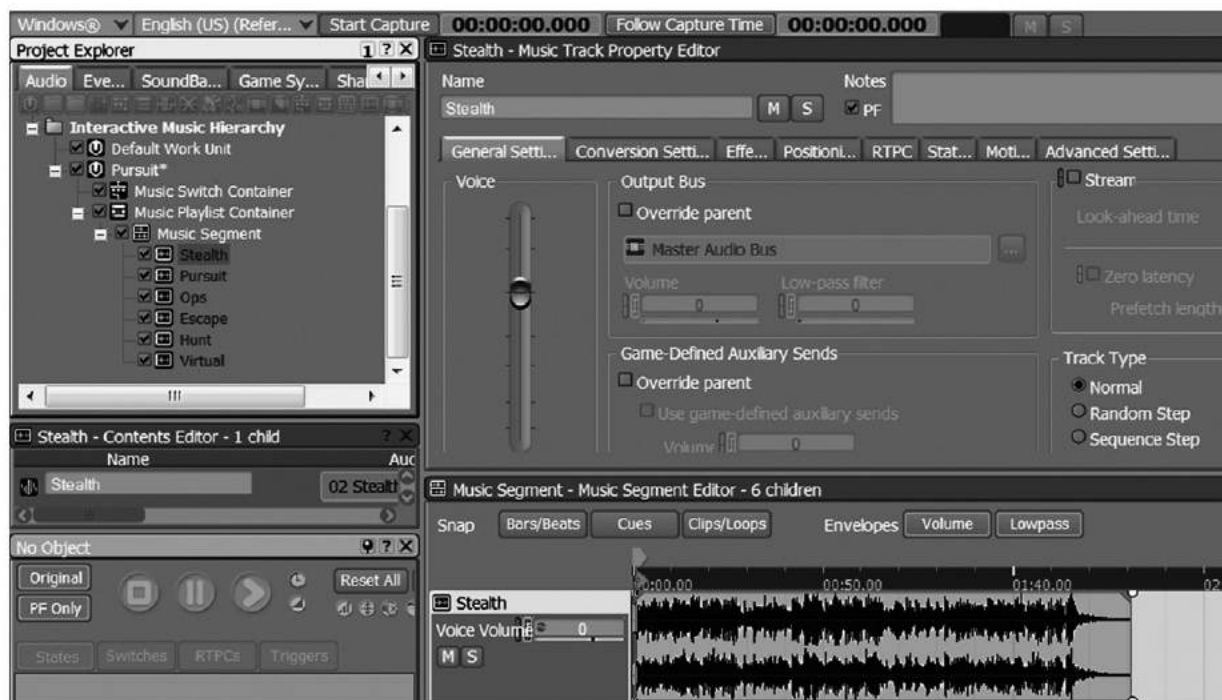 Windows® English (US) (Refer... Start Capture 00:00:00.000 Follow Capture Time 00:00:00.000 M S
Project Explorer 1 ? X
Audio Eve... SoundBa... Game Sy... Sha
Interactive Music Hierarchy
Default Work Unit
Pursuit*
Music Switch Container
Music Playlist Container
Music Segment
Stealth
Pursuit
Ops
Escape
Hunt
Virtual
Stealth - Contents Editor - 1 child ? X
Name Aud
Stealth 02 Stealth
No Object ? X
Original Reset All
PF Only
States Switches RTPCs Triggers
Stealth - Music Track Property Editor
Name Notes
Stealth M S PF
General Setti... Conversion Setti... Effe... Positioni... RTPC Stat... Moti... Advanced Setti...
Voice
Output Bus
Override parent
Master Audio Bus ...
Volume Low-pass filter
0 0
Game-Defined Auxiliary Sends
Override parent
Use game-defined auxiliary sends
Volume 0
Stream
Look-ahead time
Zero latency
Prefetch length
Track Type
Normal
Random Step
Sequence Step
Music Segment - Music Segment Editor - 6 children
Snap Bars/Beats Cues Clips/Loops Envelopes Volume Lowpass
00:00.00 00:50.00 01:40.00 02
Stealth
Voice Volume 0
M S